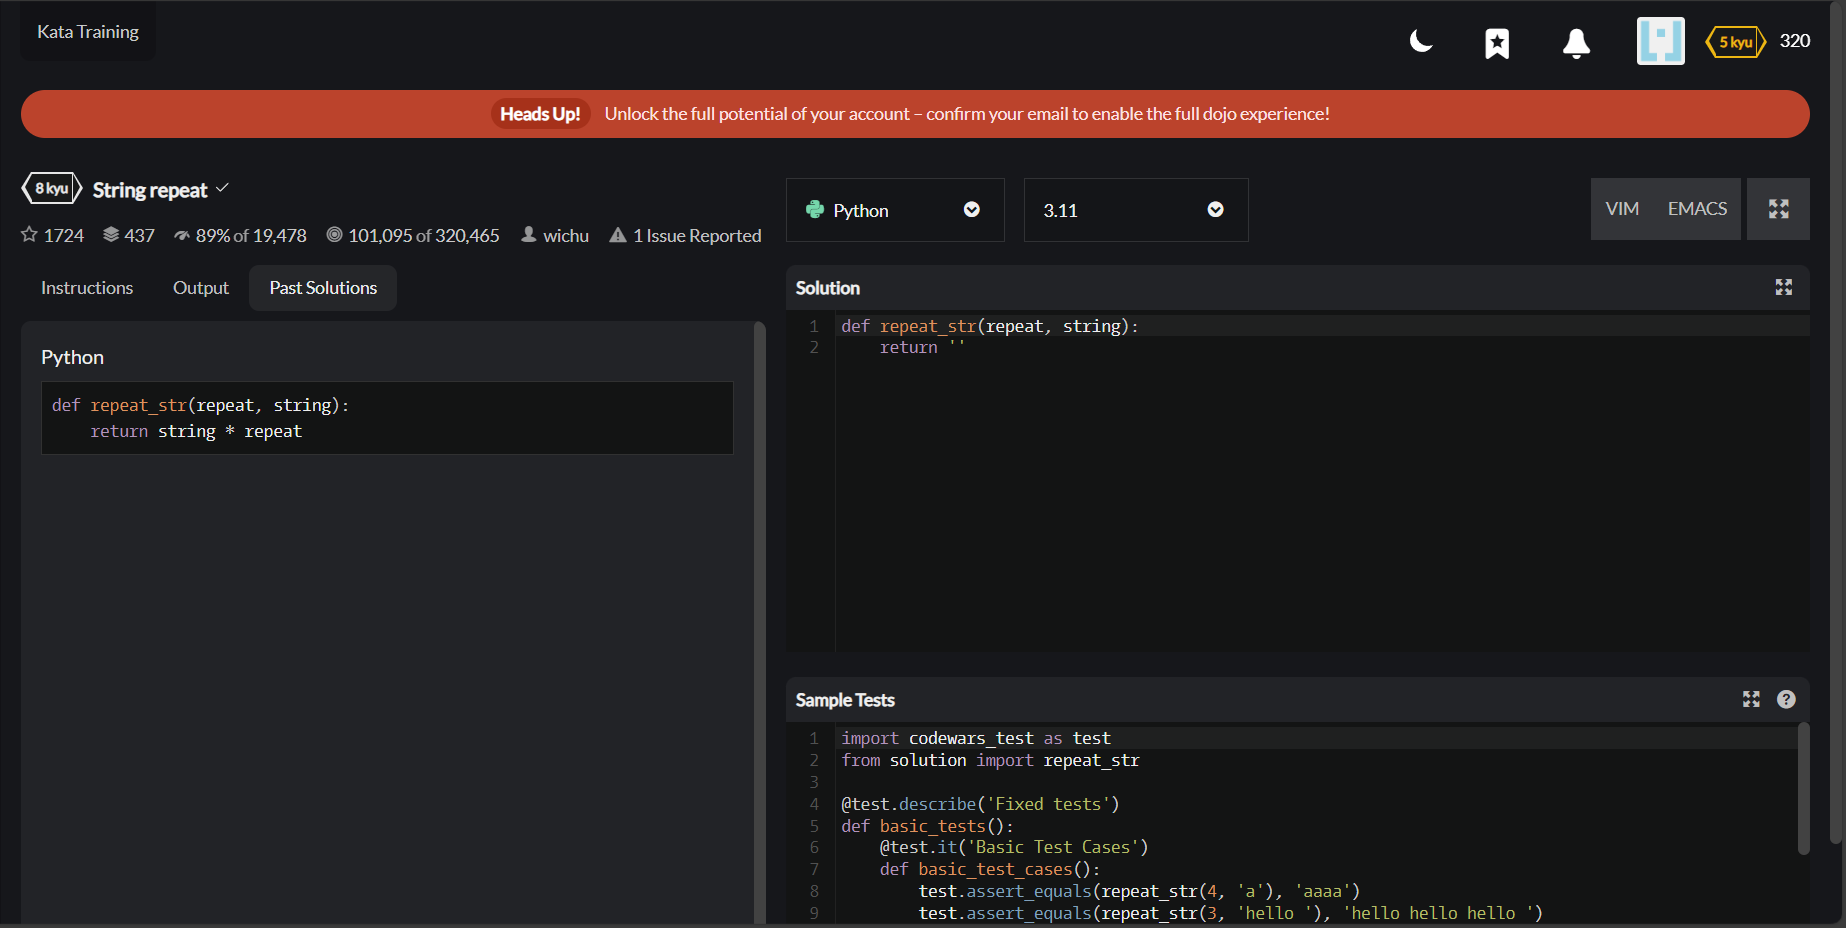 Kata Training
5 kyu 320
Heads Up! Unlock the full potential of your account – confirm your email to enable the full dojo experience!
8 kyu String repeat
1724 437 89% of 19,478 101,095 of 320,465 wichu 1 Issue Reported
Instructions Output Past Solutions
Python
def repeat_str(repeat, string):
    return string * repeat
Python 3.11 VIM EMACS
Solution
1 def repeat_str(repeat, string):
2     return ''
Sample Tests ?
1 import codewars_test as test
2 from solution import repeat_str
3
4 @test.describe('Fixed tests')
5 def basic_tests():
6     @test.it('Basic Test Cases')
7     def basic_test_cases():
8         test.assert_equals(repeat_str(4, 'a'), 'aaaa')
9         test.assert_equals(repeat_str(3, 'hello '), 'hello hello hello ')